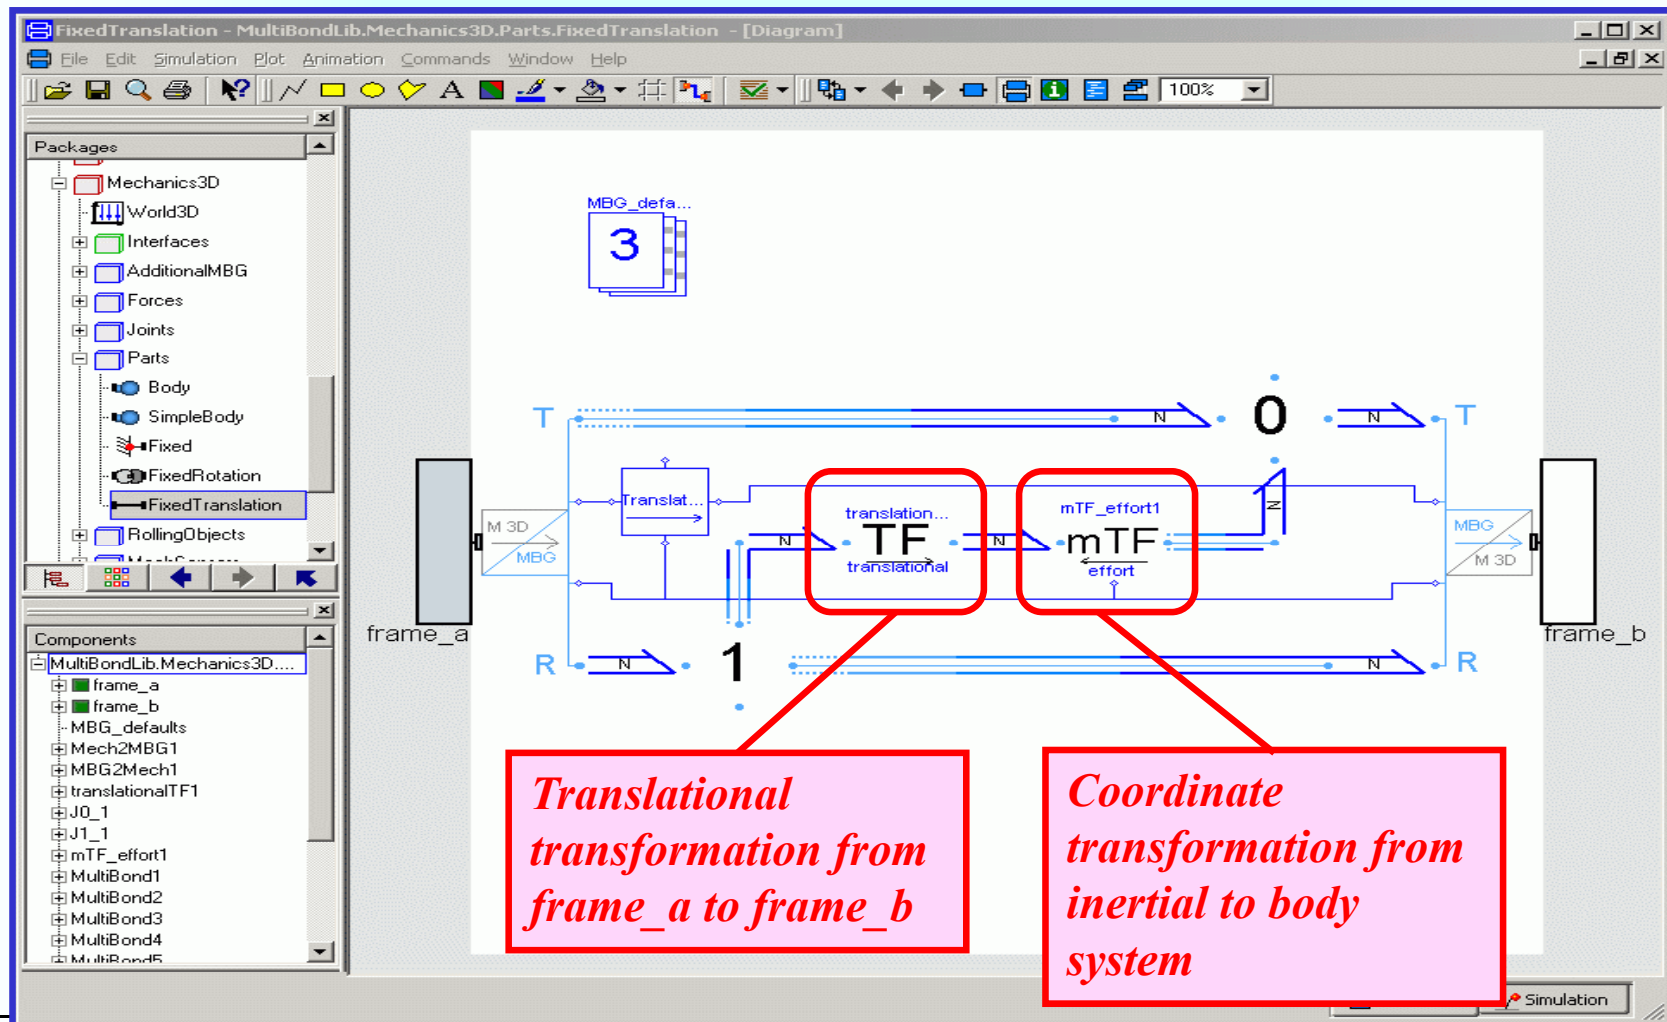 FixedTranslation - MultiBondLib.Mechanics3D.Parts.FixedTranslation - [Diagram]
File Edit Simulation Plot Animation Commands Window Help
100%
Packages
Mechanics3D
World3D
Interfaces
AdditionalMBG
Forces
Joints
Parts
Body
SimpleBody
Fixed
FixedRotation
FixedTranslation
RollingObjects
Components
MultiBondLib.Mechanics3D....
frame_a
frame_b
MBG_defaults
Mech2MBG1
MBG2Mech1
translationalTF1
J0_1
J1_1
mTF_effort1
MultiBond1
MultiBond2
MultiBond3
MultiBond4
MultiBond5
MBG_defa...
3
T N 0 N T
Translat...
translation...
TF
translational
mTF_effort1
mTF
effort
N
N
N
M 3D
MBG
MBG
M 3D
frame_a
frame_b
R N 1 N R
Translational
transformation from
frame_a to frame_b
Coordinate
transformation from
inertial to body
system
Simulation